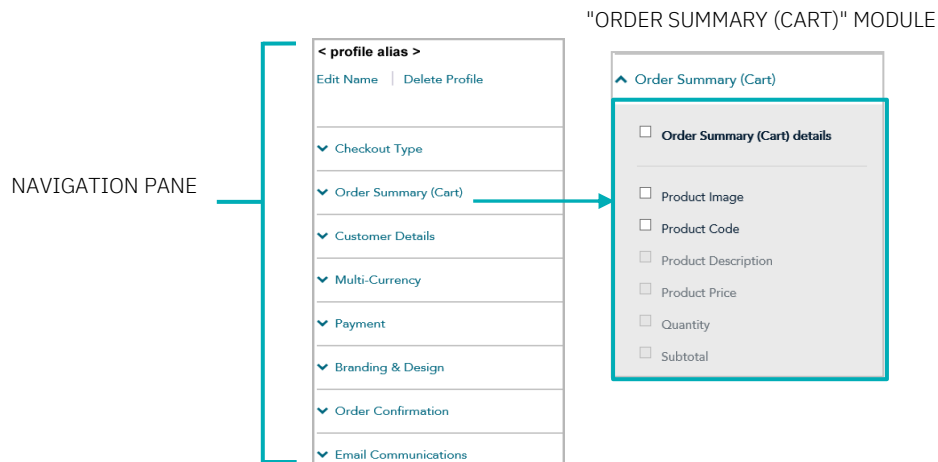 "ORDER SUMMARY (CART)" MODULE
< profile alias >
Edit Name | Delete Profile
Order Summary (Cart)
Order Summary (Cart) details
Checkout Type
NAVIGATION PANE
Order Summary (Cart)
Product Image
Product Code
Customer Details
Product Description
Multi-Currency
Product Price
Payment
Quantity
Subtotal
Branding & Design
Order Confirmation
Email Communications